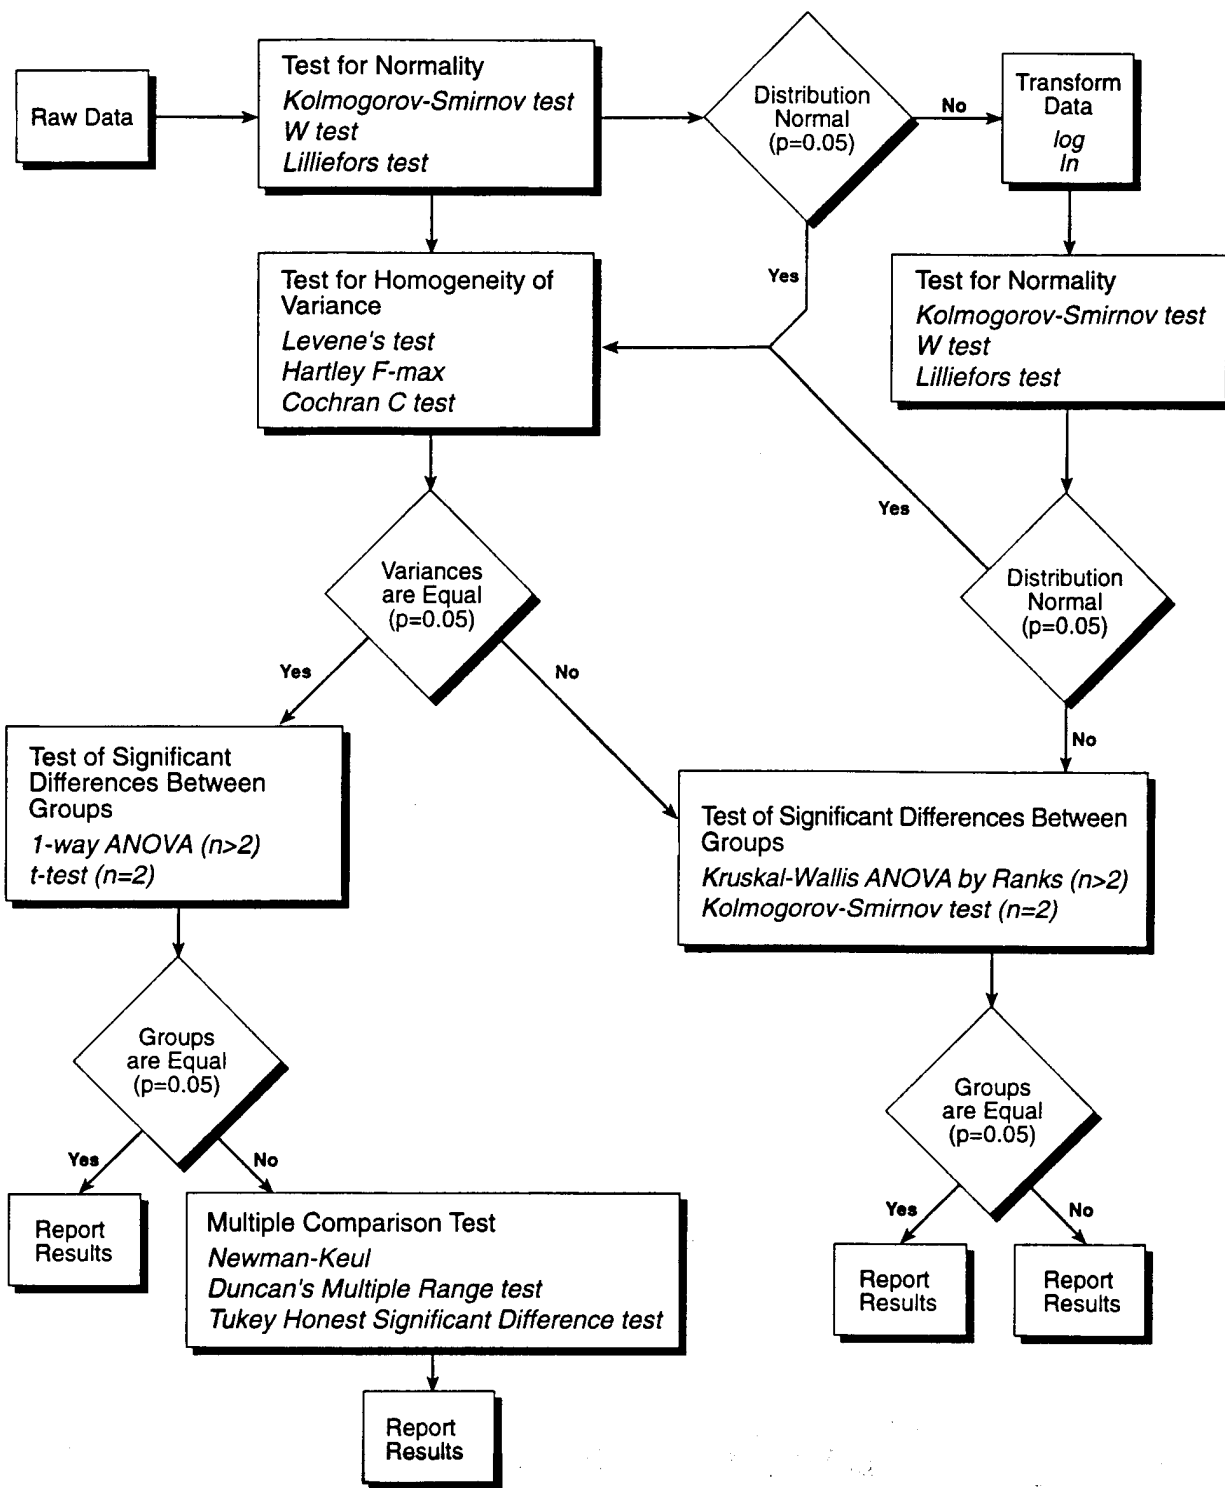 Raw Data
Test for Normality
Kolmogorov-Smirnov test
W test
Lilliefors test
Distribution
Normal
(p=0.05)
No
Transform
Data
log
ln
Yes
Test for Homogeneity of
Variance
Levene's test
Hartley F-max
Cochran C test
Test for Normality
Kolmogorov-Smirnov test
W test
Lilliefors test
Yes
Variances
are Equal
(p=0.05)
Distribution
Normal
(p=0.05)
Yes
No
No
Test of Significant
Differences Between
Groups
1-way ANOVA (n>2)
t-test (n=2)
Test of Significant Differences Between
Groups
Kruskal-Wallis ANOVA by Ranks (n>2)
Kolmogorov-Smirnov test (n=2)
Groups
are Equal
(p=0.05)
Groups
are Equal
(p=0.05)
Yes
No
Yes
No
Report
Results
Multiple Comparison Test
Newman-Keul
Duncan's Multiple Range test
Tukey Honest Significant Difference test
Report
Results
Report
Results
Report
Results